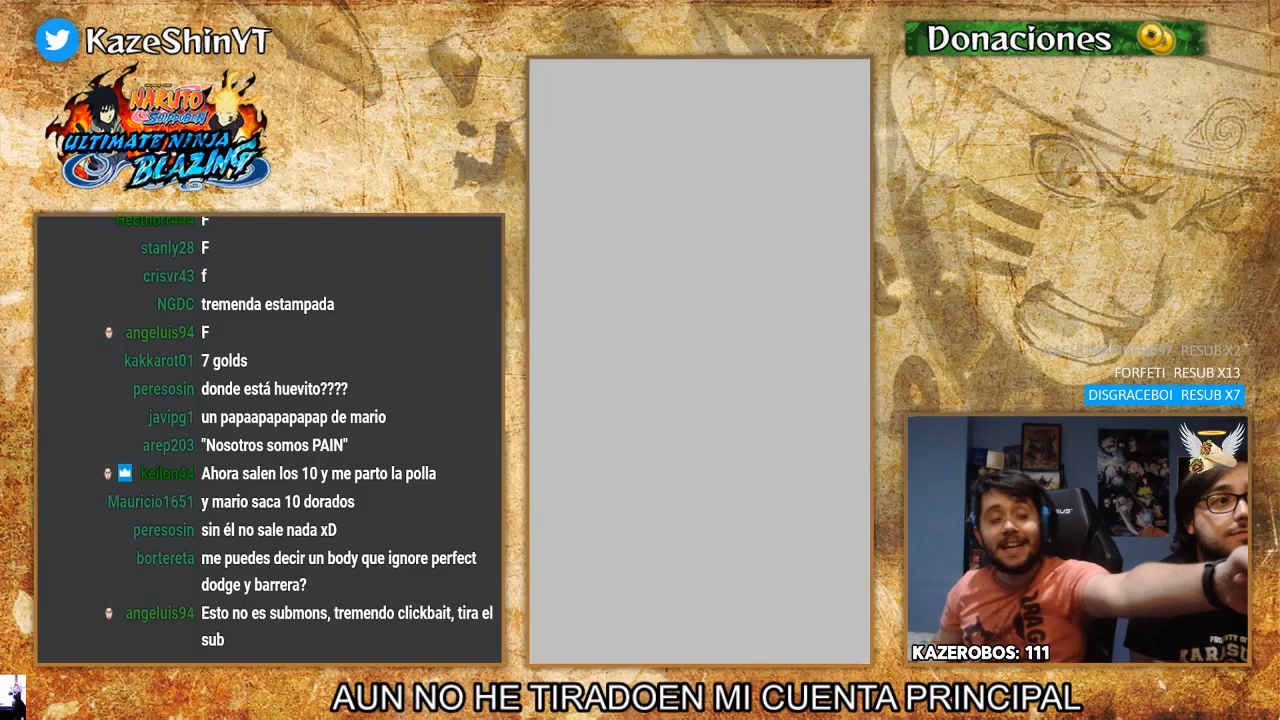 KazeShinYT
Donaciones
NARUTO
SHIPPUDEN
ULTIMATE NINJA
BLAZING
Hecthorr444 F
stanly28 F
crisvr43 f
NGDC tremenda estampada
angeluis94 F
kakkarot01 7 golds
peresosin donde está huevito????
javipg1 un papaapapapapap de mario
arep203 "Nosotros somos PAIN"
keilon44 Ahora salen los 10 y me parto la polla
Mauricio1651 y mario saca 10 dorados
peresosin sin él no sale nada xD
bortereta me puedes decir un body que ignore perfect
dodge y barrera?
angeluis94 Esto no es submons, tremendo clickbait, tira el
sub
RESUB X2
FORFETI RESUB X13
DISGRACEBOI RESUB X7
KAZEROBOS: 111
AUN NO HE TIRADOEN MI CUENTA PRINCIPAL